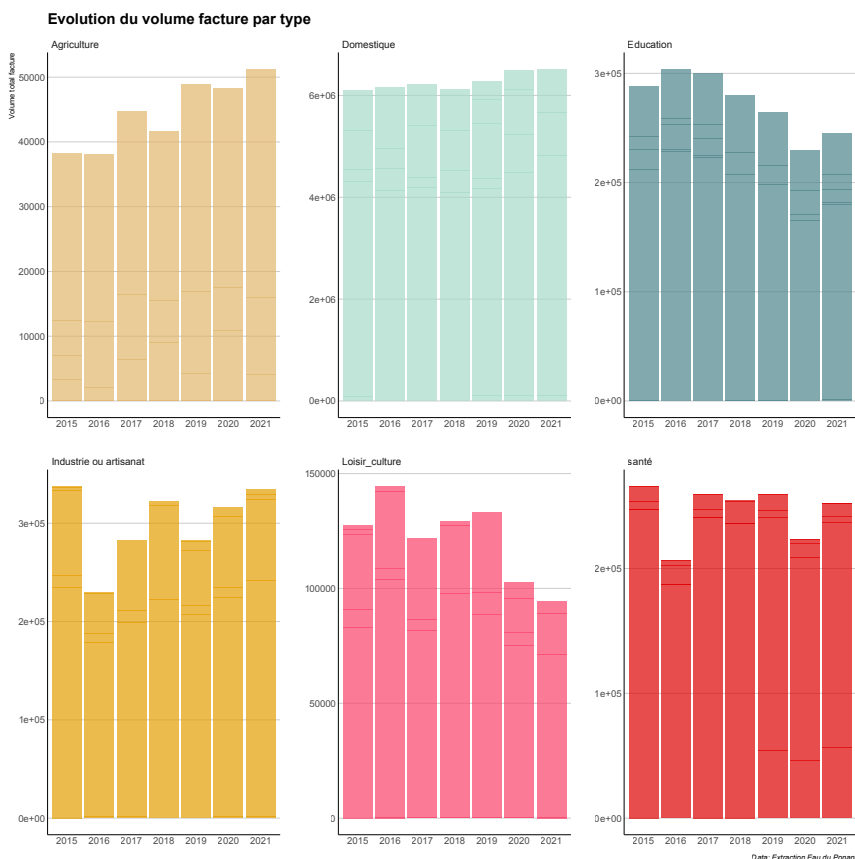 Evolution du volume facture par type
Agriculture
Domestique
Education
Volume total facture
50000
40000
30000
20000
10000
0
6e+06
4e+06
2e+06
0e+00
3e+05
2e+05
1e+05
0e+00
2015 2016 2017 2018 2019 2020 2021
2015 2016 2017 2018 2019 2020 2021
2015 2016 2017 2018 2019 2020 2021
Industrie ou artisanat
Loisir_culture
santé
3e+05
2e+05
1e+05
0e+00
150000
100000
50000
0
2e+05
1e+05
0e+00
2015 2016 2017 2018 2019 2020 2021
2015 2016 2017 2018 2019 2020 2021
2015 2016 2017 2018 2019 2020 2021
Data: Extraction Eau du Ponant